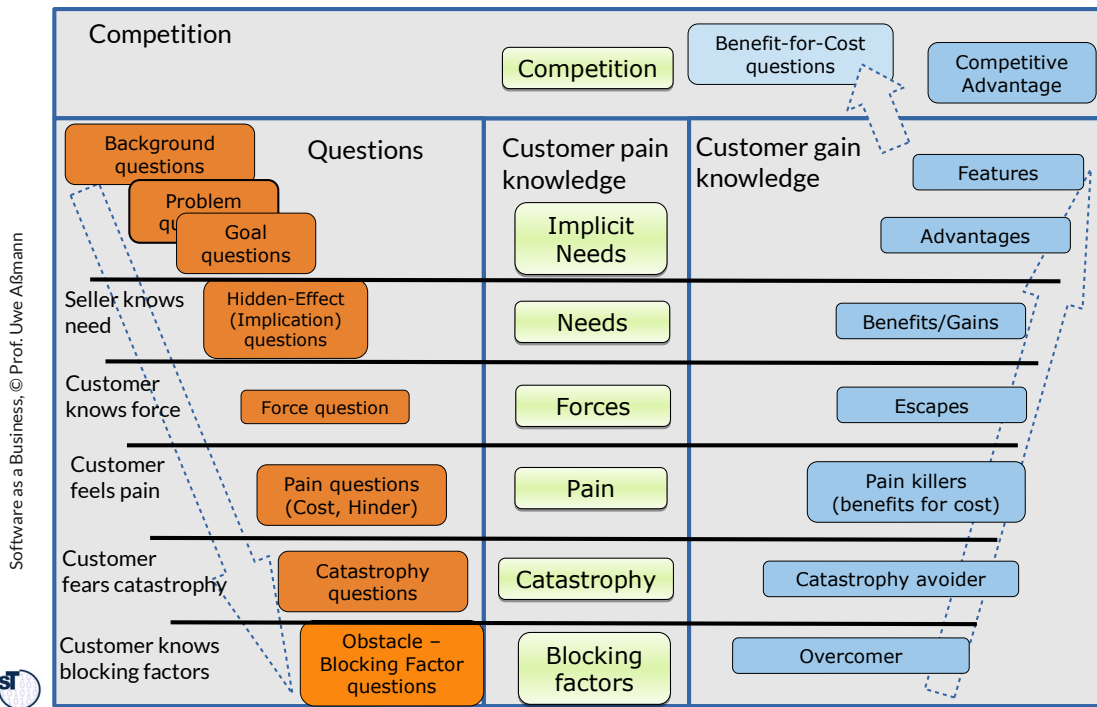 Competition
Competition
Benefit-for-Cost
questions
Competitive
Advantage
Background
questions
Problem
Goal
questions
Questions
Customer pain
knowledge
Implicit
Needs
Customer gain
knowledge
Features
Advantages
Seller knows
need
Hidden-Effect
(Implication)
questions
Needs
Benefits/Gains
Customer
knows force
Force question
Forces
Escapes
Customer
feels pain
Pain questions
(Cost, Hinder)
Pain
Pain killers
(benefits for cost)
Customer
fears catastrophy
Catastrophy
questions
Catastrophy
Catastrophy avoider
Customer knows
blocking factors
Obstacle –
Blocking Factor
questions
Blocking
factors
Overcomer
Software as a Business, © Prof. Uwe Aßmann